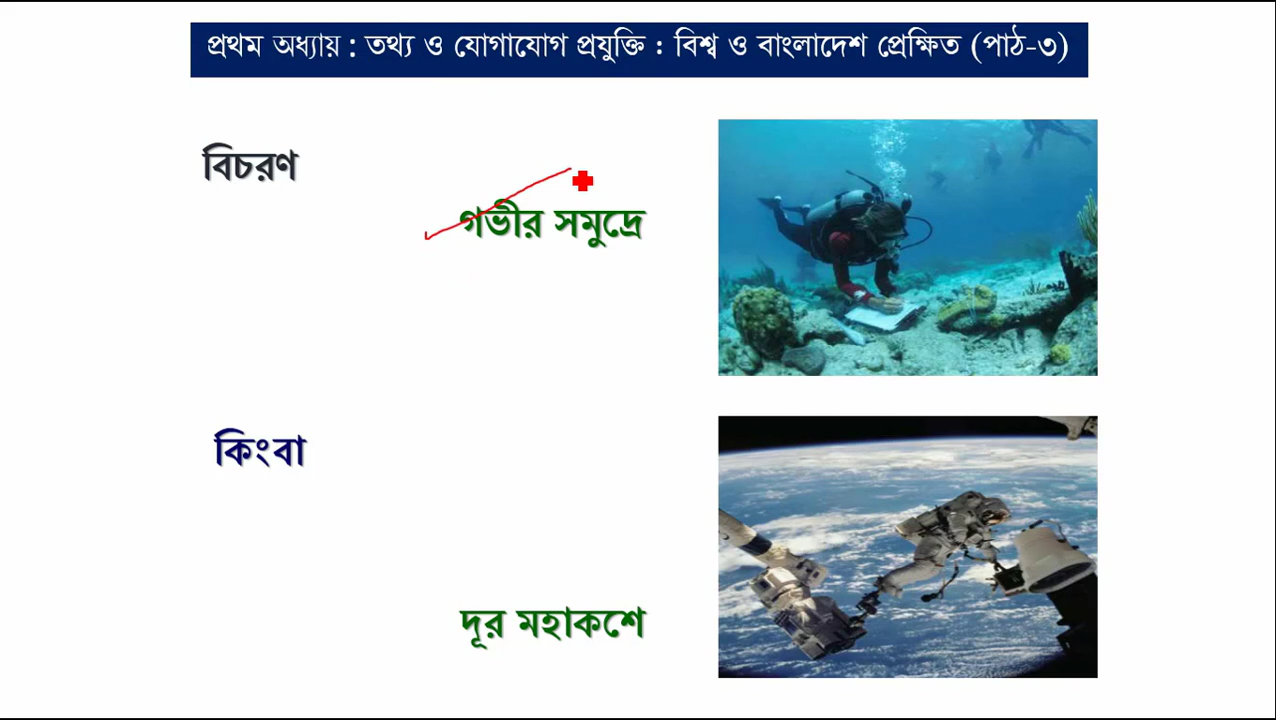 প্রথম অধ্যায় : তথ্য ও যোগাযোগ প্রযুক্তি : বিশ্ব ও বাংলাদেশ প্রেক্ষিত (পাঠ-৩)
বিচরণ
গভীর সমুদ্রে
কিংবা
দূর মহাকশে